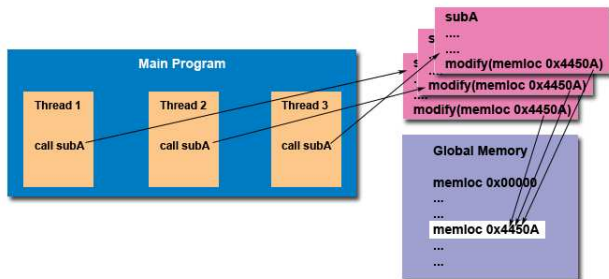 Main Program
Thread 1
call subA
Thread 2
call subA
Thread 3
call subA
subA
....
....
modify(memloc 0x4450A)
s
....
modify(memloc 0x4450A)
s
....
modify(memloc 0x4450A)
Global Memory
memloc 0x00000
...
...
memloc 0x4450A
...
...